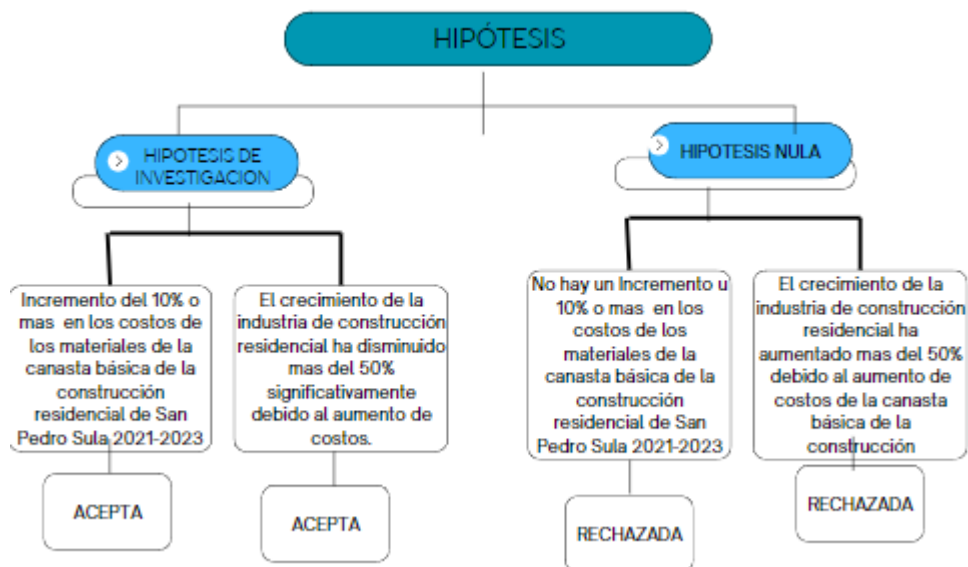 HIPÓTESIS
HIPOTESIS DE
INVESTIGACION
HIPOTESIS NULA
Incremento del 10% o
mas en los costos de
los materiales de la
canasta básica de la
construcción
residencial de San
Pedro Sula 2021-2023
El crecimiento de la
industria de construcción
residencial ha disminuido
mas del 50%
significativamente
debido al aumento de
costos.
No hay un Incremento u
10% o mas en los
costos de los
materiales de la
canasta básica de la
construcción
residencial de San
Pedro Sula 2021-2023
El crecimiento de la
industria de construcción
residencial ha
aumentado mas del 50%
debido al aumento de
costos de la canasta
básica de la
construcción
ACEPTA
ACEPTA
RECHAZADA
RECHAZADA